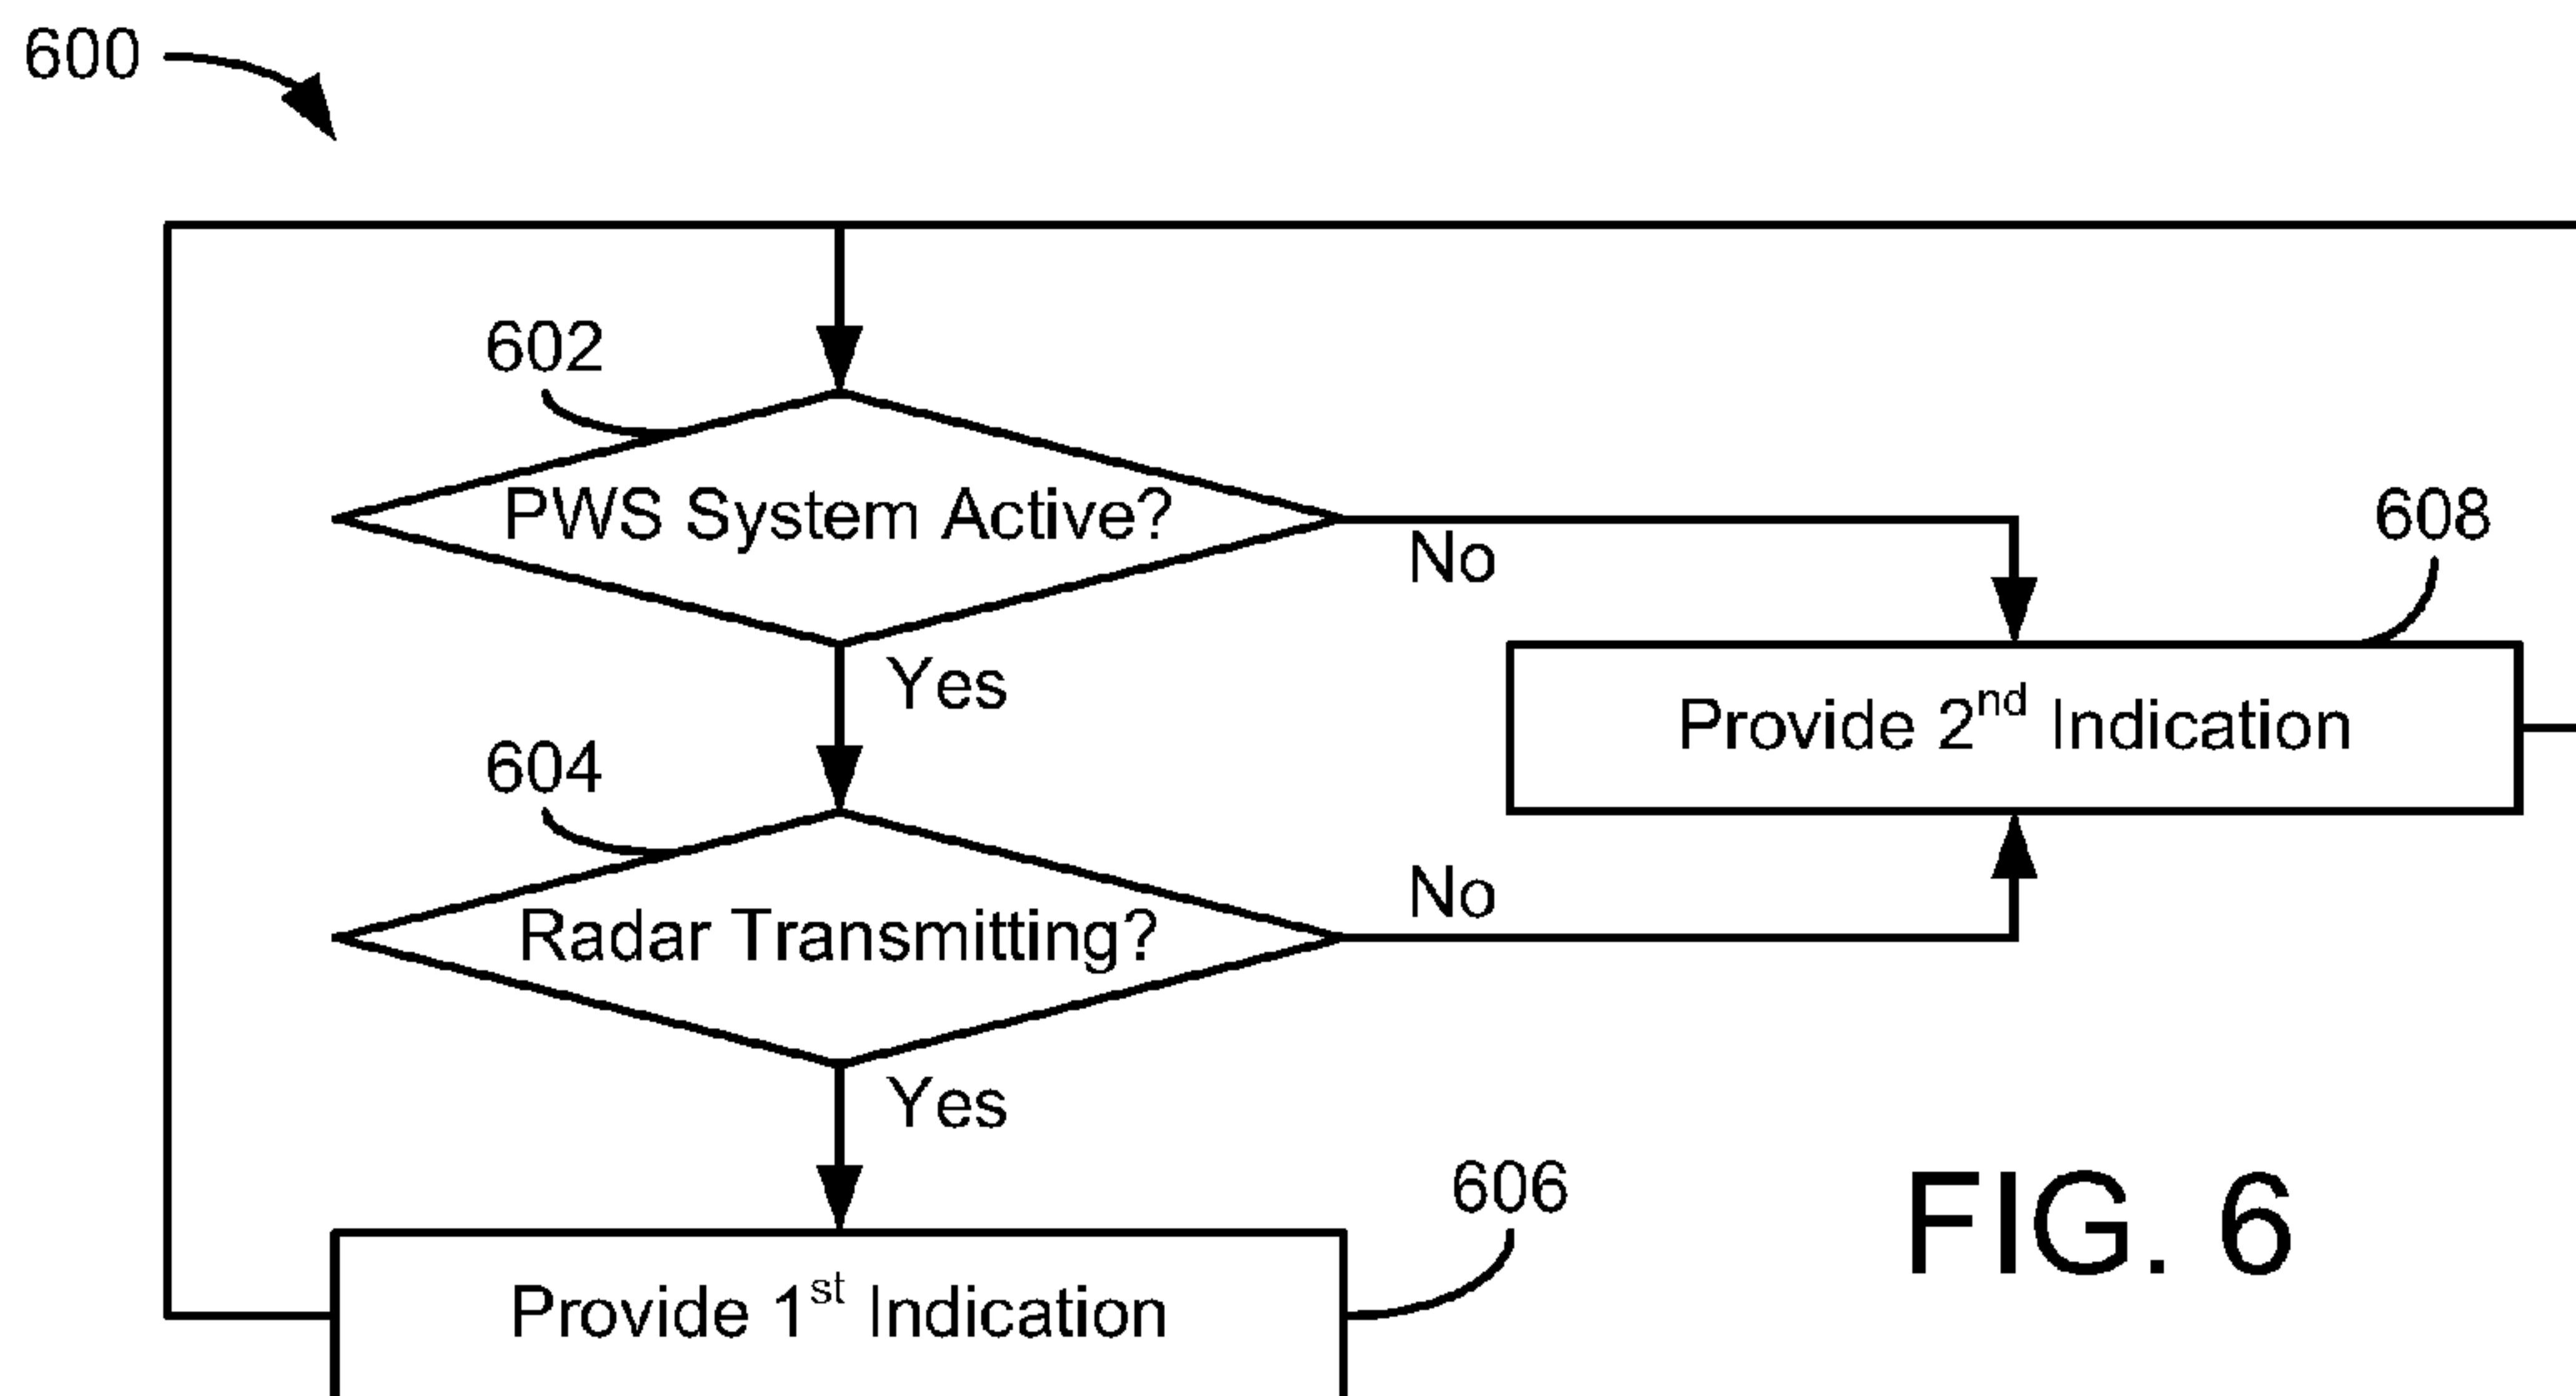 600
602
PWS System Active?
No
608
Yes
Provide 2nd Indication
604
No
Radar Transmitting?
Yes
606
FIG. 6
Provide 1st Indication